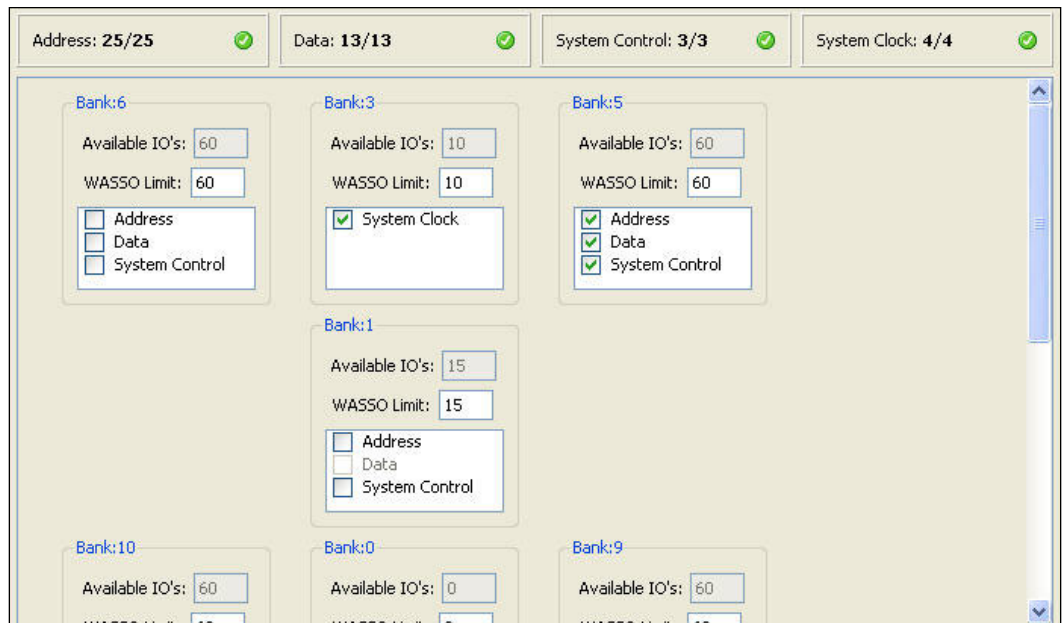 Address: 25/25 Data: 13/13 System Control: 3/3 System Clock: 4/4
Bank:6 Bank:3 Bank:5
Available IO's: 60 Available IO's: 10 Available IO's: 60
WASSO Limit: 60 WASSO Limit: 10 WASSO Limit: 60
Address System Clock Address
Data Data
System Control System Control
Bank:1
Available IO's: 15
WASSO Limit: 15
Address
Data
System Control
Bank:10 Bank:0 Bank:9
Available IO's: 60 Available IO's: 0 Available IO's: 60